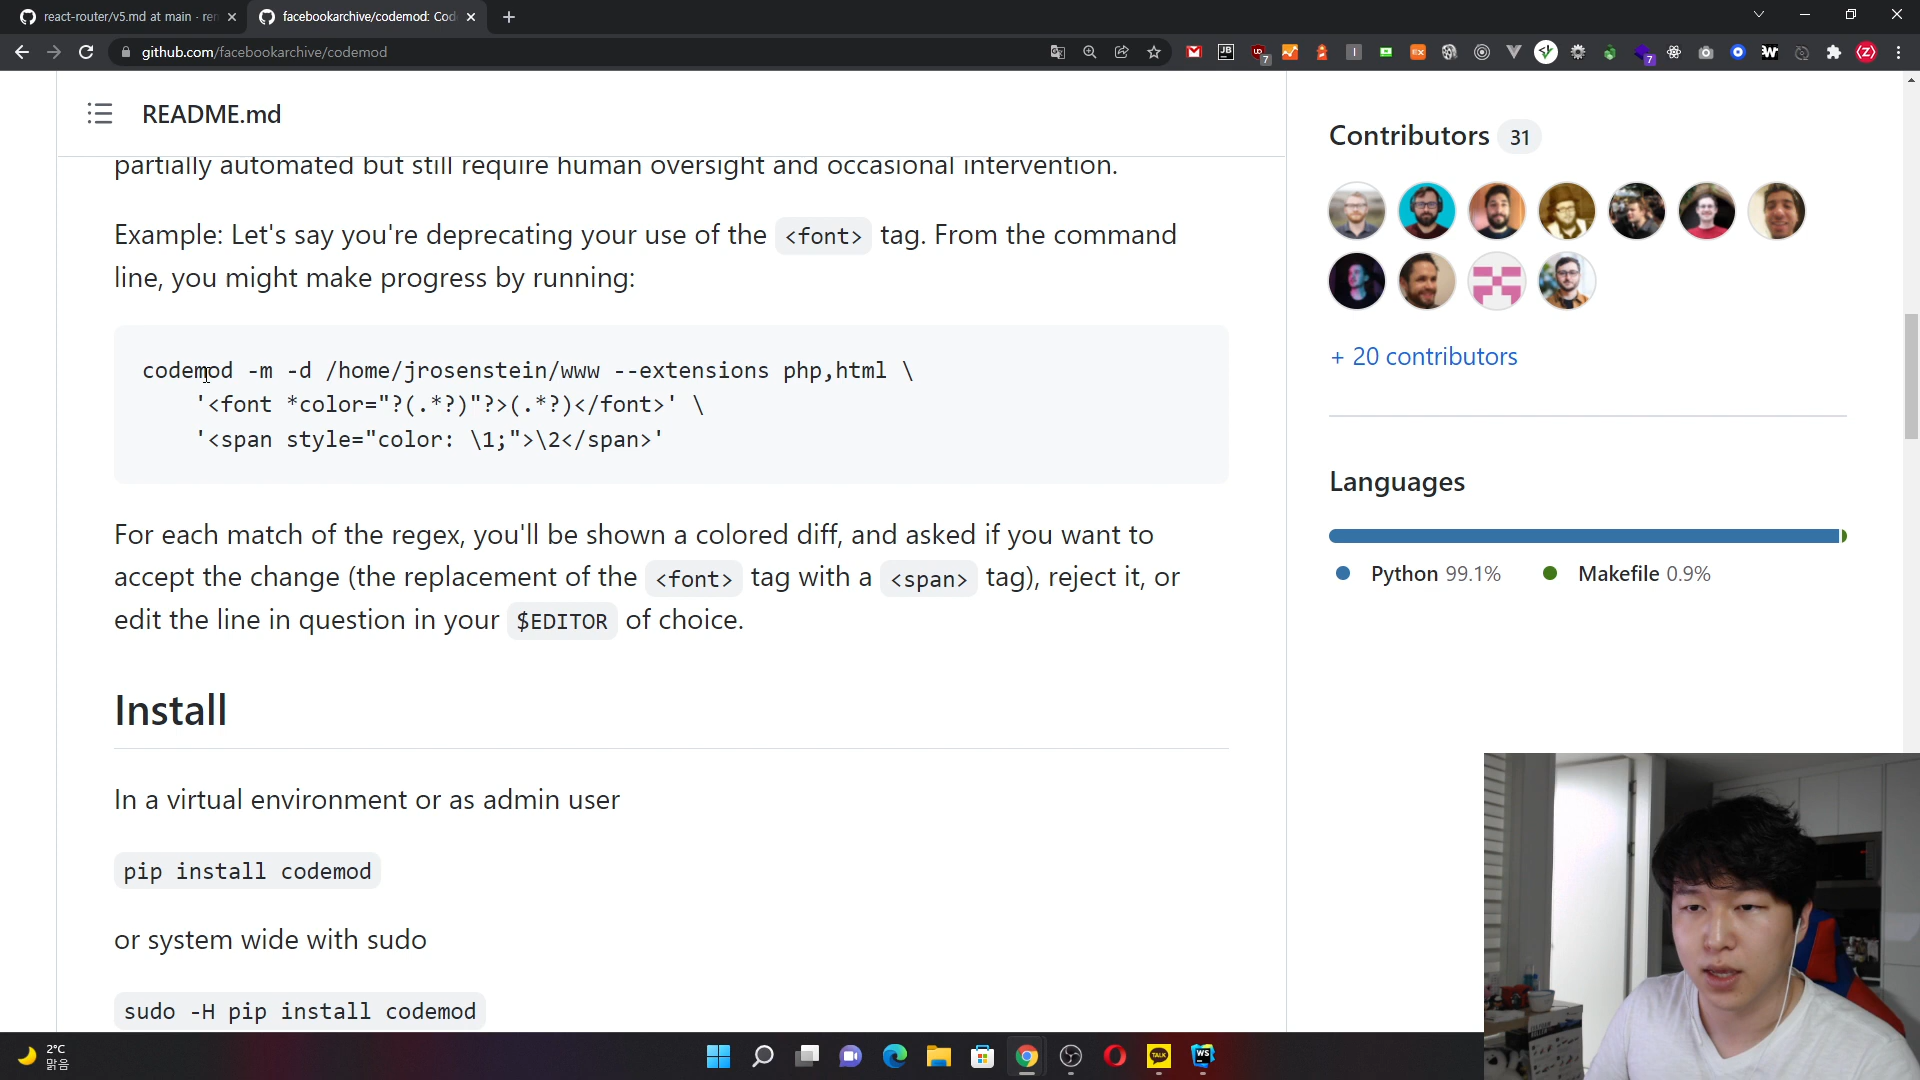 react-router/v5.md at main · rem
facebookarchive/codemod: Cod
github.com/facebookarchive/codemod
README.md
partially automated but still require human oversight and occasional intervention.
Example: Let's say you're deprecating your use of the <font> tag. From the command
line, you might make progress by running:
codemod -m -d /home/jrosenstein/www --extensions php,html \
'<font *color="?(.*?)"?>(.*?)</font>' \
'<span style="color: \1;">\2</span>'
For each match of the regex, you'll be shown a colored diff, and asked if you want to
accept the change (the replacement of the <font> tag with a <span> tag), reject it, or
edit the line in question in your $EDITOR of choice.
Install
In a virtual environment or as admin user
pip install codemod
or system wide with sudo
sudo -H pip install codemod
Contributors 31
+ 20 contributors
Languages
Python 99.1%
Makefile 0.9%
2°C
맑음